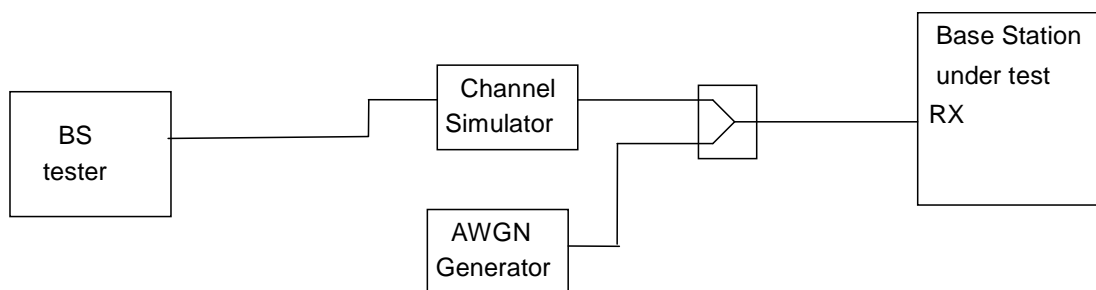 BS
tester
Channel
Simulator
AWGN
Generator
Base Station
under test
RX